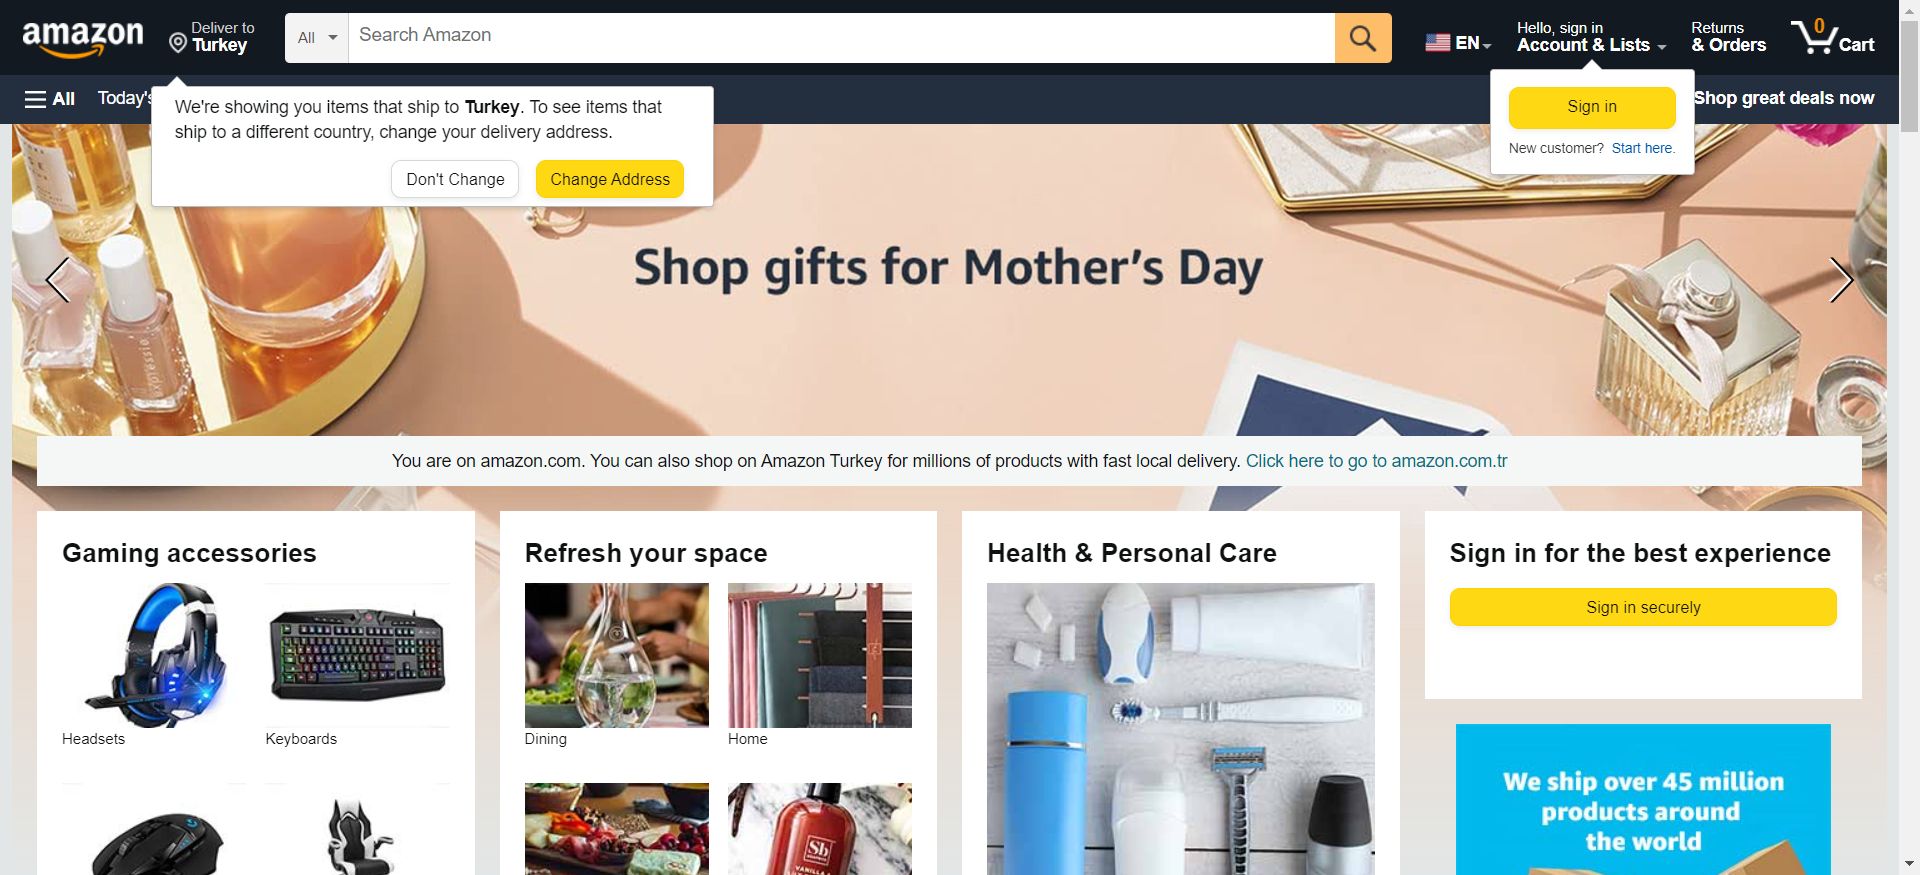 amazon
Deliver to
Turkey
All
Search Amazon
EN
Hello, sign in
Account & Lists
Returns
& Orders
0
Cart
All
Today's
Shop great deals now
We're showing you items that ship to Turkey. To see items that
ship to a different country, change your delivery address.
Don't Change
Change Address
Sign in
New customer? Start here.
Shop gifts for Mother's Day
expressie
You are on amazon.com. You can also shop on Amazon Turkey for millions of products with fast local delivery. Click here to go to amazon.com.tr
Gaming accessories
Headsets
Keyboards
Refresh your space
Dining
Home
Sb
Health & Personal Care
Sign in for the best experience
Sign in securely
We ship over 45 million
products around
the world